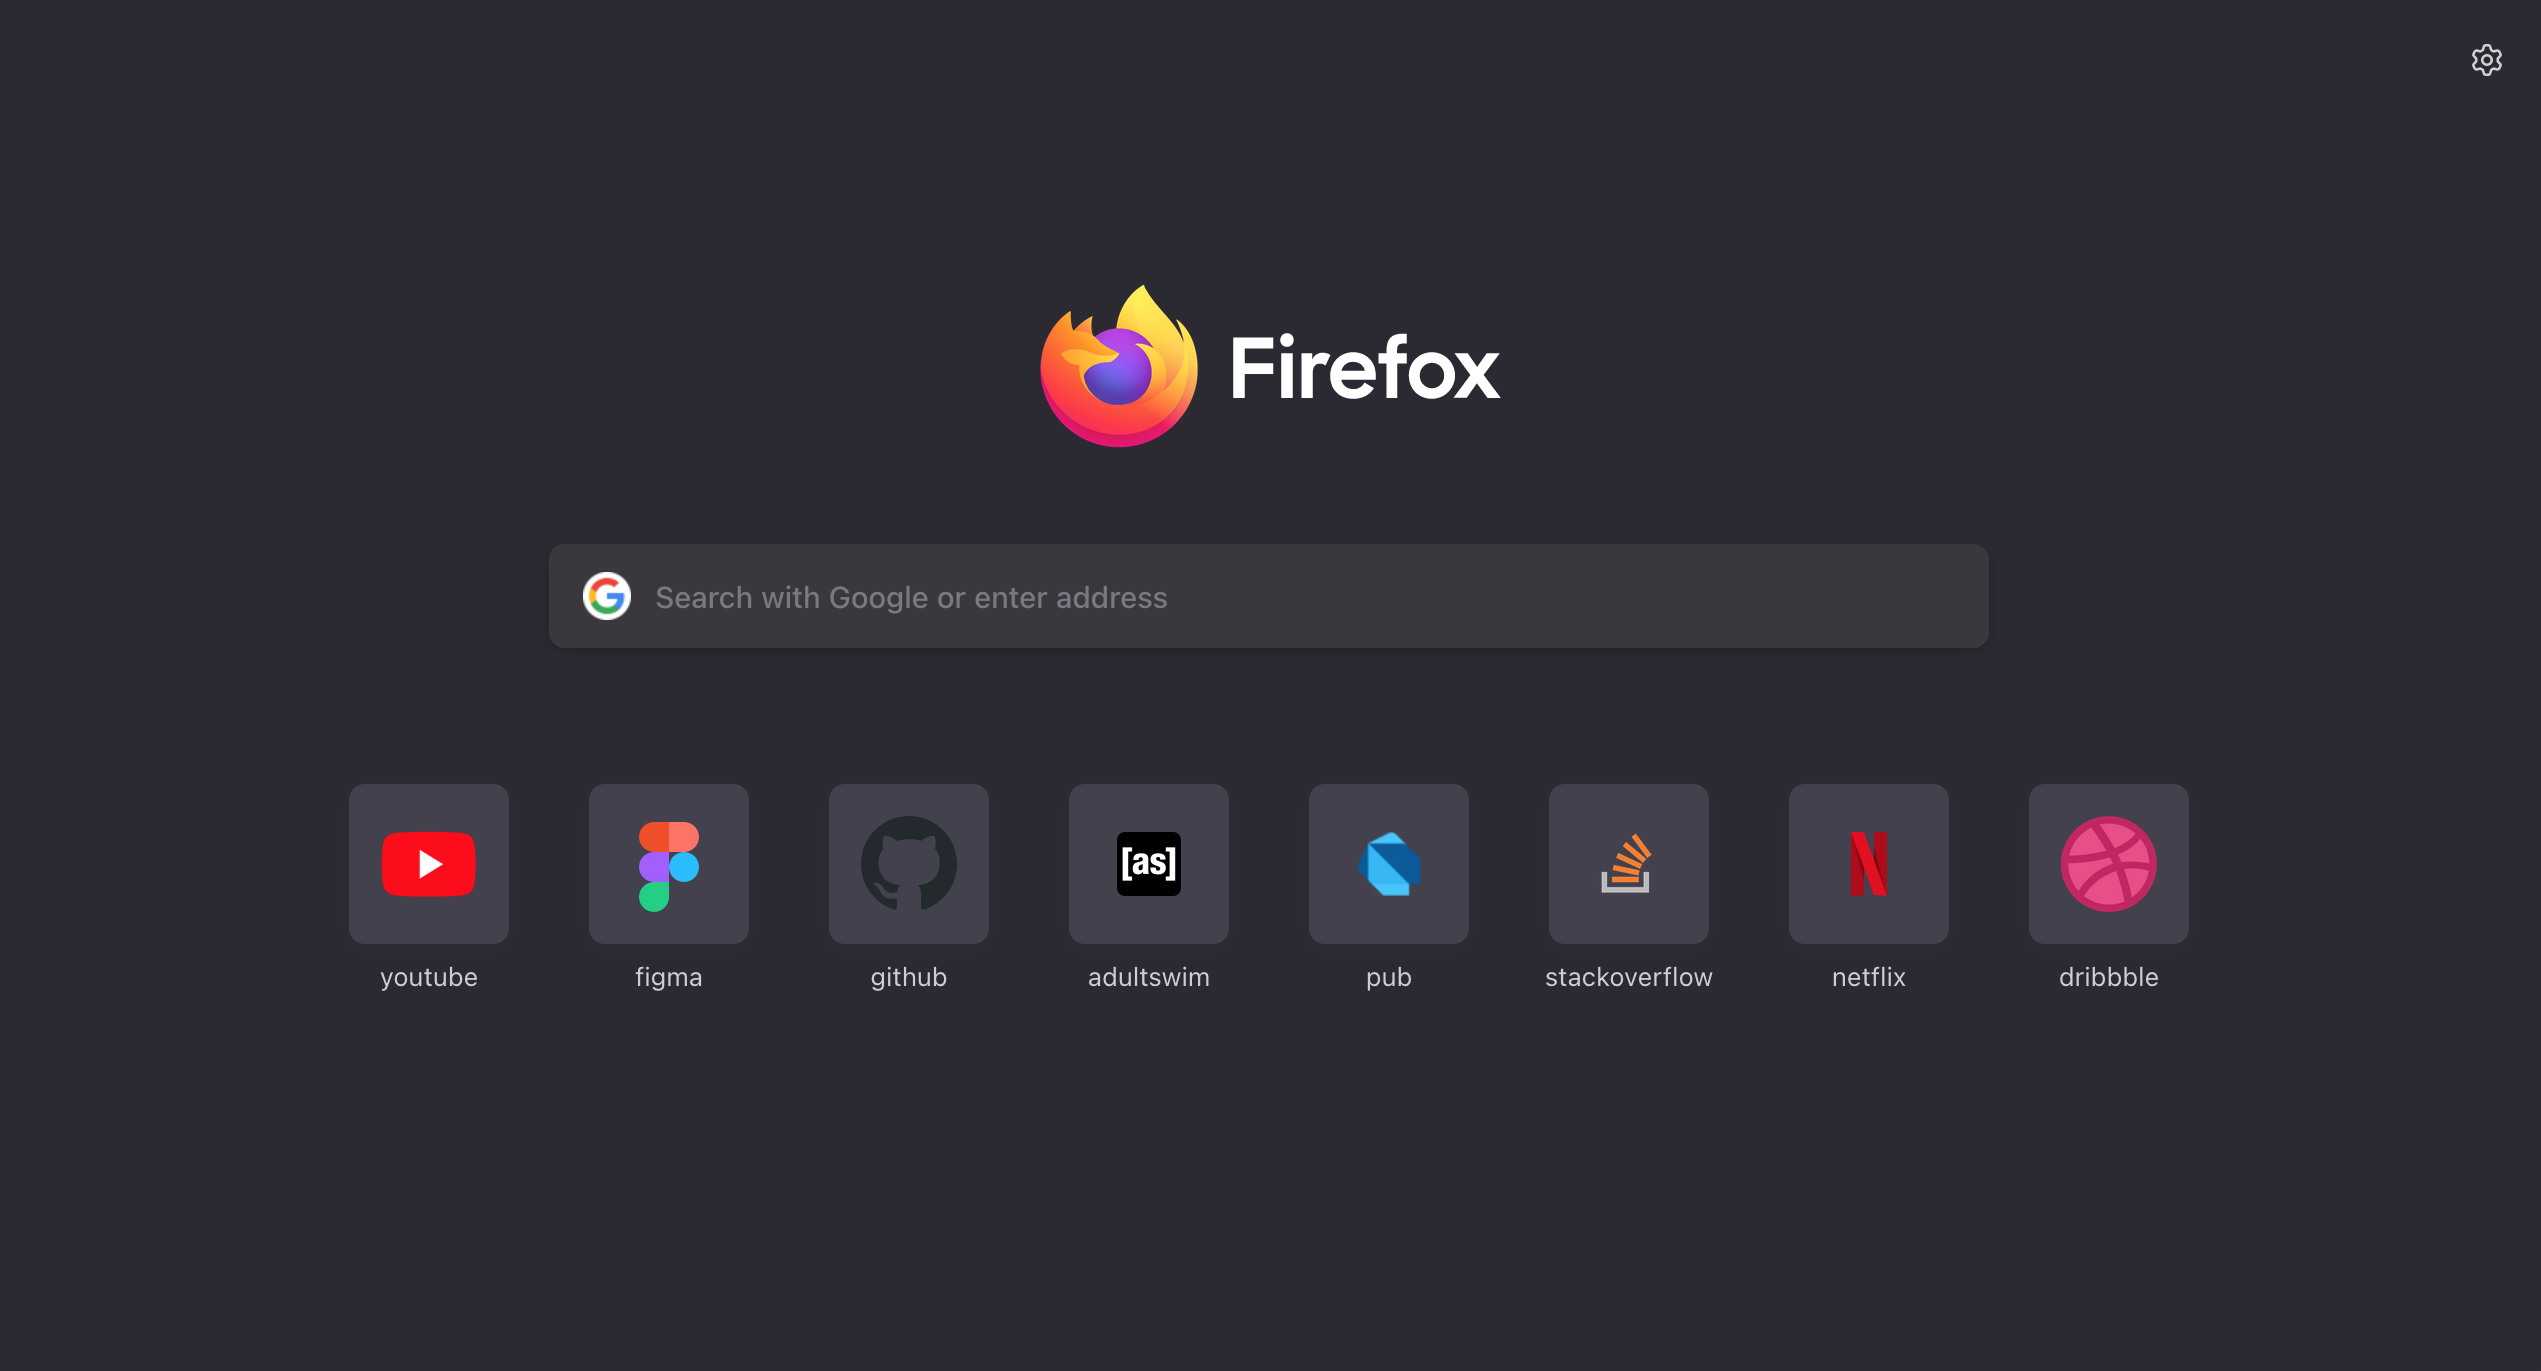 Firefox
Search with Google or enter address
[as]
youtube
figma
github
adultswim
pub
stackoverflow
netflix
dribbble